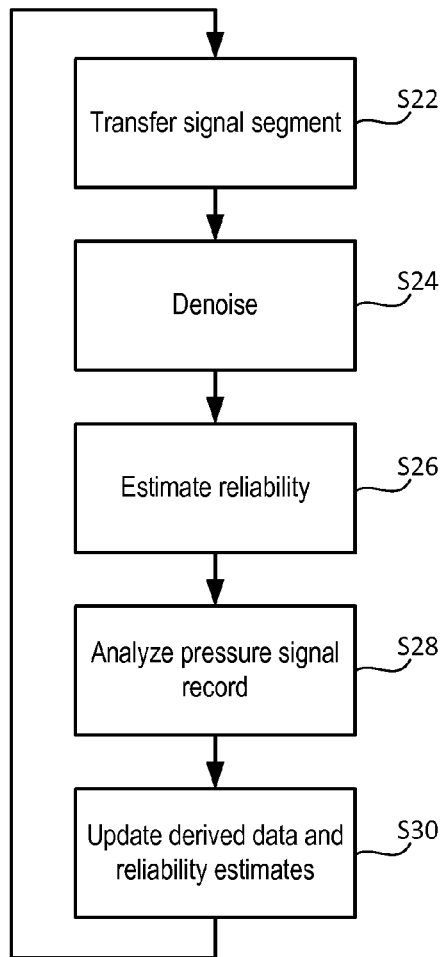 Transfer signal segment
S22
Denoise
S24
Estimate reliability
S26
Analyze pressure signal
record
S28
Update derived data and
reliability estimates
S30